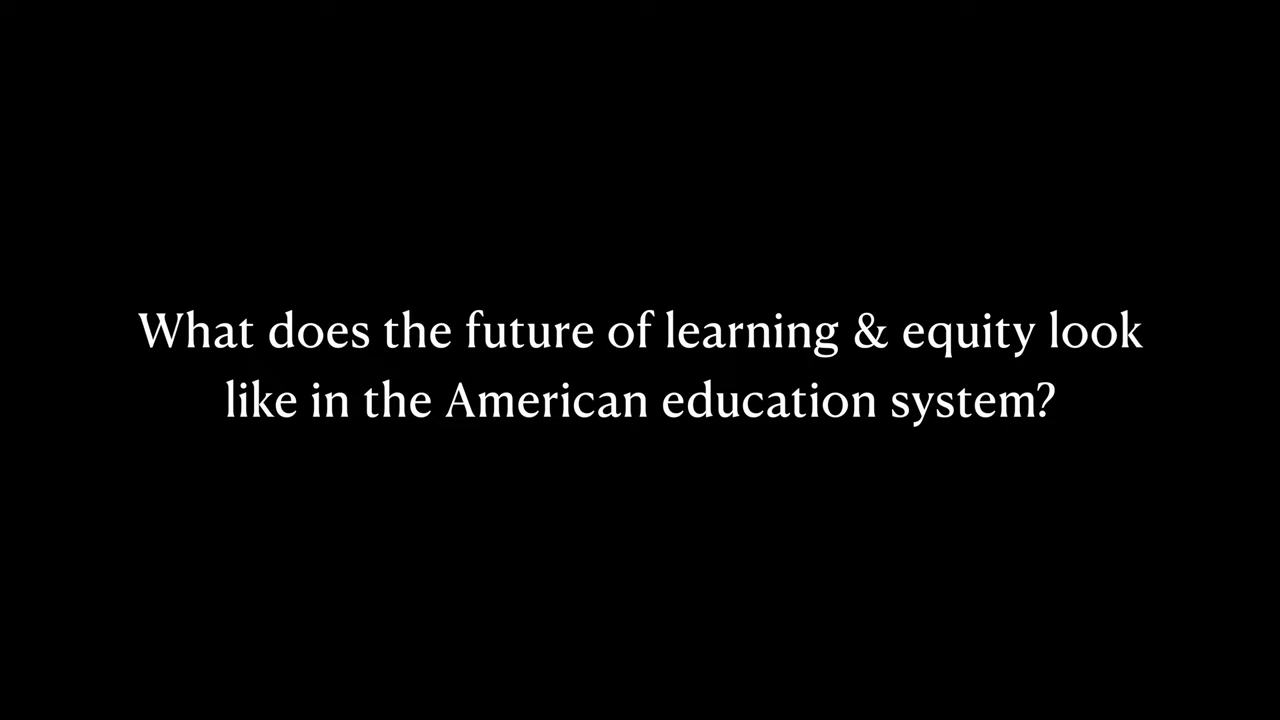 What does the future of learning & equity look
like in the American education system?